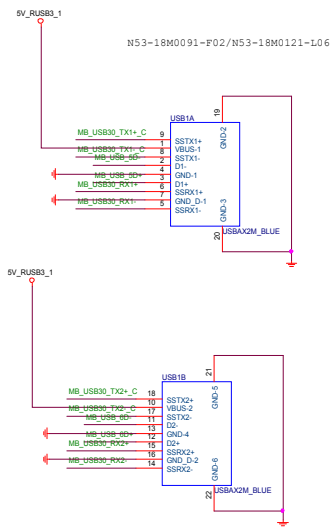 5V_RUSB3_1
N53-18M0091-F02/N53-18M0121-L06
USB1A
19
GND-2
MB_USB30_TX1+_C 9 SSTX1+
1 VBUS-1
MB_USB30_TX1-_C 8 SSTX1-
MB_USB_5D- 2 D1-
4 GND-1
MB_USB_5D+ 3 D1+
MB_USB30_RX1+ 6 SSRX1+
7 GND_D-1
MB_USB30_RX1- 5 SSRX1-
GND-3
20
USBAX2M_BLUE
5V_RUSB3_1
USB1B
21
GND-5
MB_USB30_TX2+_C 18 SSTX2+
10 VBUS-2
MB_USB30_TX2-_C 17 SSTX2-
MB_USB_6D- 11 D2-
13 GND-4
MB_USB_6D+ 12 D2+
MB_USB30_RX2+ 15 SSRX2+
16 GND_D-2
MB_USB30_RX2- 14 SSRX2-
GND-6
22
USBAX2M_BLUE